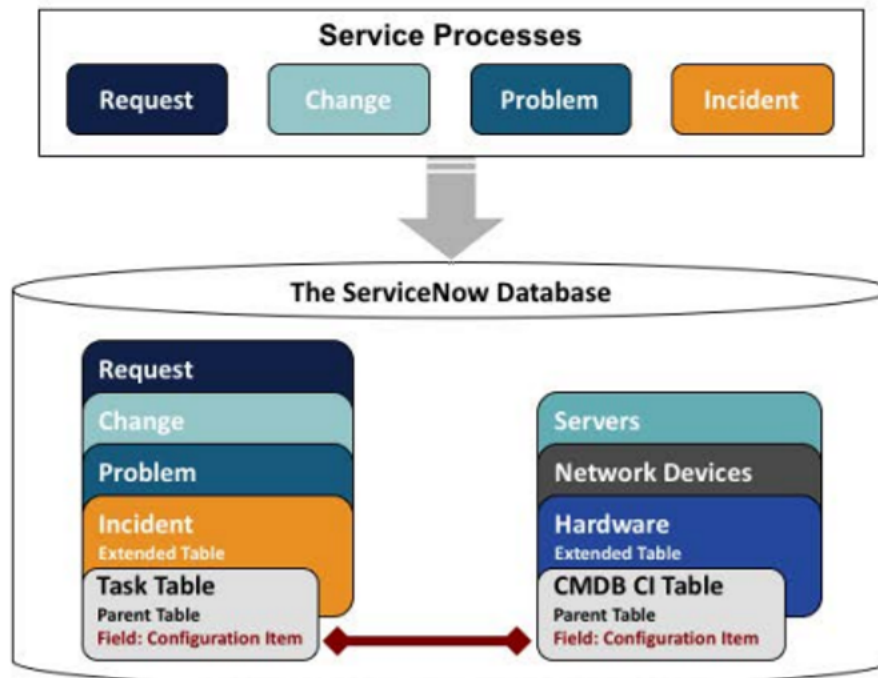 Service Processes
Request Change Problem Incident
The ServiceNow Database
Request
Change
Problem
Incident
Extended Table
Task Table
Parent Table
Field: Configuration Item
Servers
Network Devices
Hardware
Extended Table
CMDB CI Table
Parent Table
Field: Configuration Item